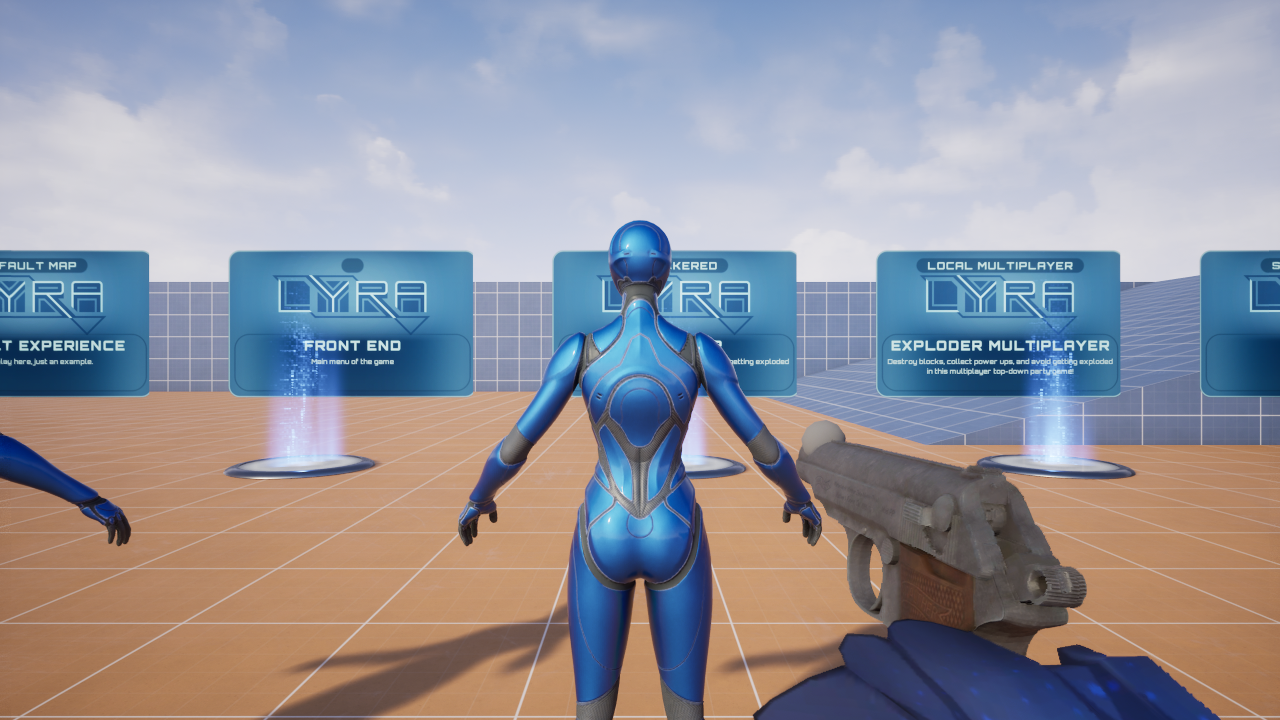 FAULT MAP
LYRA
T EXPERIENCE
lay here, just an example.
LYRA
FRONT END
Main menu of the game
KERED
LYRA
getting exploded
LOCAL MULTIPLAYER
LYRA
EXPLODER MULTIPLAYER
Destroy blocks, collect power ups, and avoid getting exploded
in this multiplayer top-down party game!